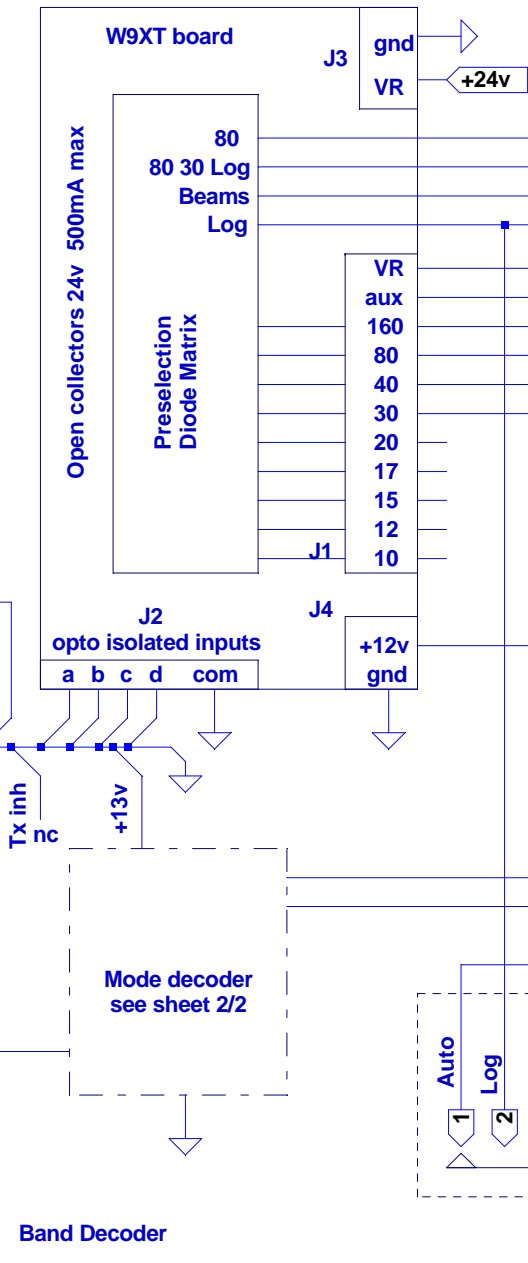 W9XT board
J3
gnd
VR
+24v
Open collectors 24v 500mA max
80
80 30 Log
Beams
Log
Preselection
Diode Matrix
VR
aux
160
80
40
30
20
17
15
12
J1
10
J2
J4
opto isolated inputs
+12v
gnd
a b c d com
Tx inh
nc
+13v
Mode decoder
see sheet 2/2
Auto
Log
1
2
Band Decoder